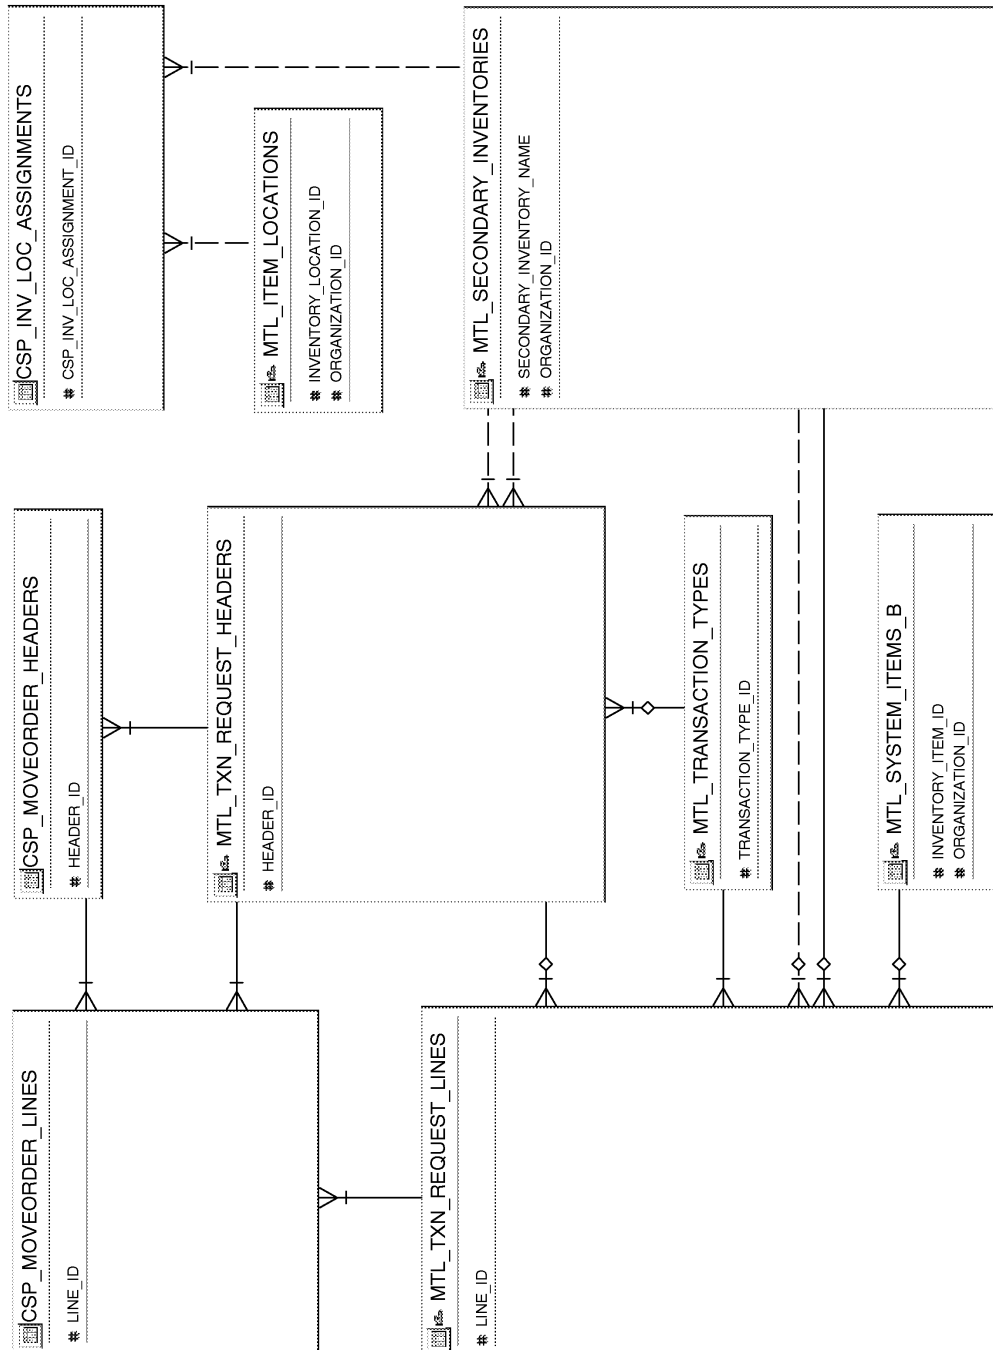 CSP_INV_LOC_ASSIGNMENTS
# CSP_INV_LOC_ASSIGNMENT_ID
MTL_ITEM_LOCATIONS
# INVENTORY_LOCATION_ID
# ORGANIZATION_ID
MTL_SECONDARY_INVENTORIES
# SECONDARY_INVENTORY_NAME
# ORGANIZATION_ID
CSP_MOVEORDER_HEADERS
# HEADER_ID
MTL_TXN_REQUEST_HEADERS
# HEADER_ID
MTL_TRANSACTION_TYPES
# TRANSACTION_TYPE_ID
MTL_SYSTEM_ITEMS_B
# INVENTORY_ITEM_ID
# ORGANIZATION_ID
CSP_MOVEORDER_LINES
# LINE_ID
MTL_TXN_REQUEST_LINES
# LINE_ID